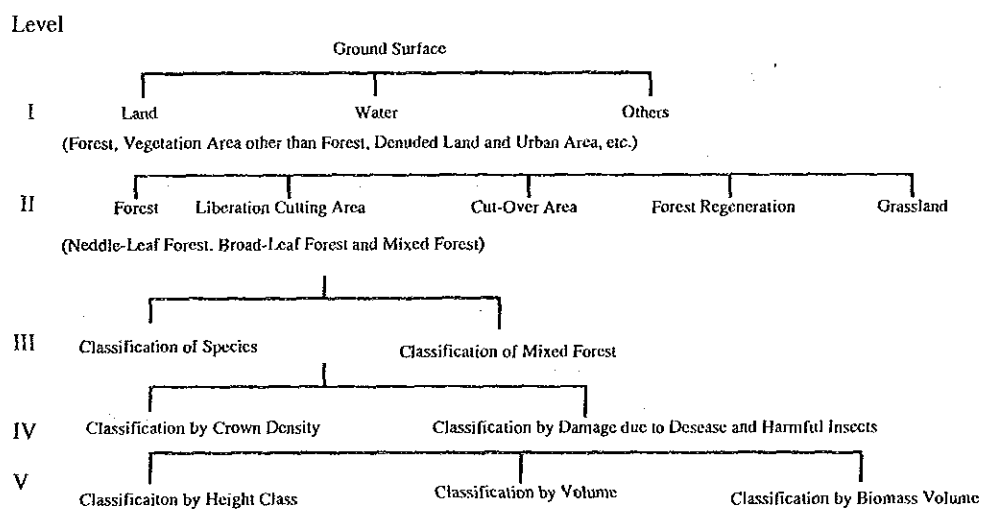 Level
Ground Surface
I Land Water Others
(Forest, Vegetation Area other than Forest, Denuded Land and Urban Area, etc.)
II Forest Liberation Cutting Area Cut-Over Area Forest Regeneration Grassland
(Neddle-Leaf Forest. Broad-Leaf Forest and Mixed Forest)
III Classification of Species Classification of Mixed Forest
IV Classification by Crown Density Classification by Damage due to Desease and Harmful Insects
V Classificaiton by Height Class Classification by Volume Classification by Biomass Volume